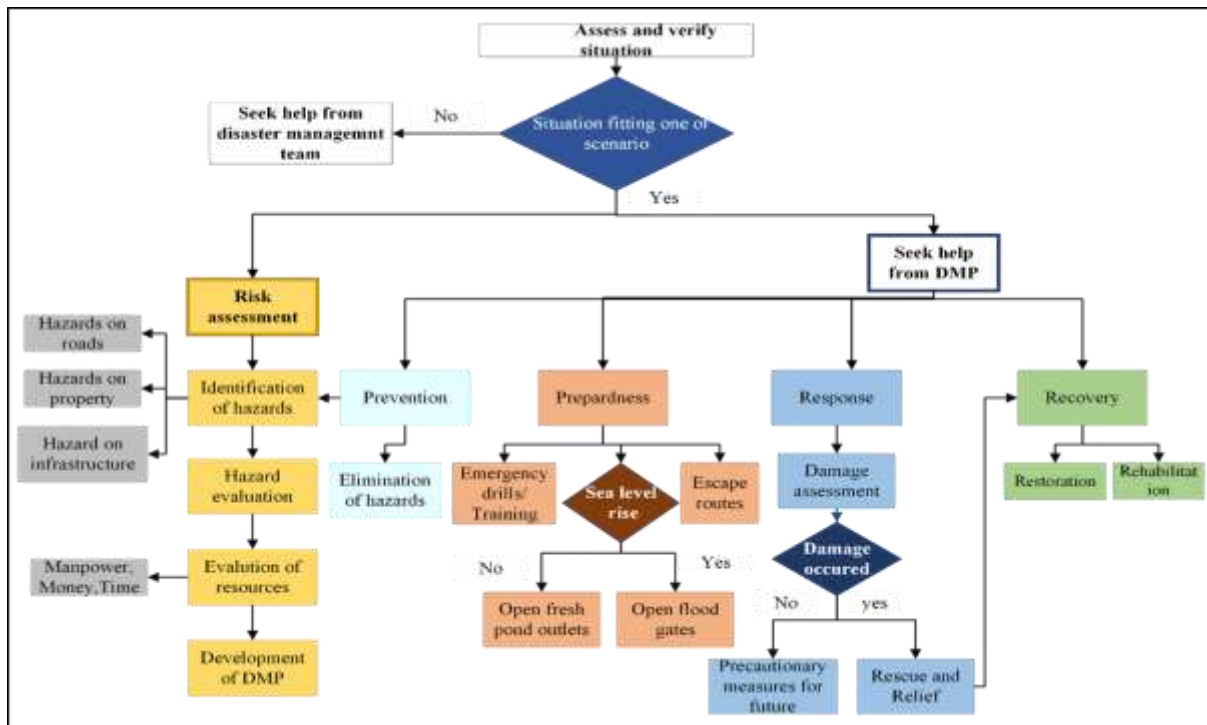 Assess and verify
situation
Seek help from
disaster managemnt
team
No
Situation fitting one of
scenario
Yes
Seek help
from DMP
Risk
assessment
Hazards on
roads
Hazards on
property
Hazard on
infrastructure
Identification
of hazards
Prevention
Prepardness
Response
Recovery
Hazard
evaluation
Elimination
of hazards
Emergency
drills/
Training
Sea level
rise
Escape
routes
Damage
assessment
Restoration
Rehabilitat
ion
Manpower,
Money,Time
Evalution of
resources
No
Yes
Damage
occured
Open fresh
pond outlets
Open flood
gates
No
yes
Development
of DMP
Precautionary
measures for
future
Rescue and
Relief